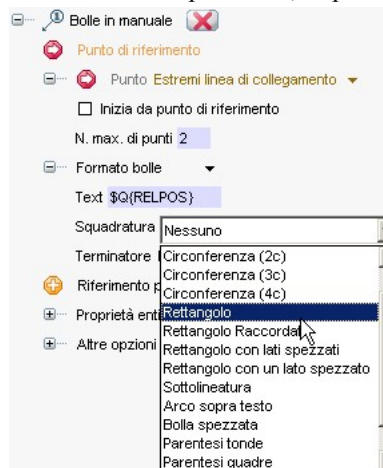 Bolle in manuale
Punto di riferimento
Punto Estremi linea di collegamento
Inizia da punto di riferimento
N. max. di punti 2
Formato bolle
Text $Q{RELPOS}
Squadratura Nessuno
Terminatore
Circonferenza (2c)
Circonferenza (3c)
Circonferenza (4c)
Riferimento
Rettangolo
Proprietà
Rettangolo Raccordat
Altre opzioni
Rettangolo con lati spezzati
Rettangolo con un lato spezzato
Sottolineatura
Arco sopra testo
Bolla spezzata
Parentesi tonde
Parentesi quadre